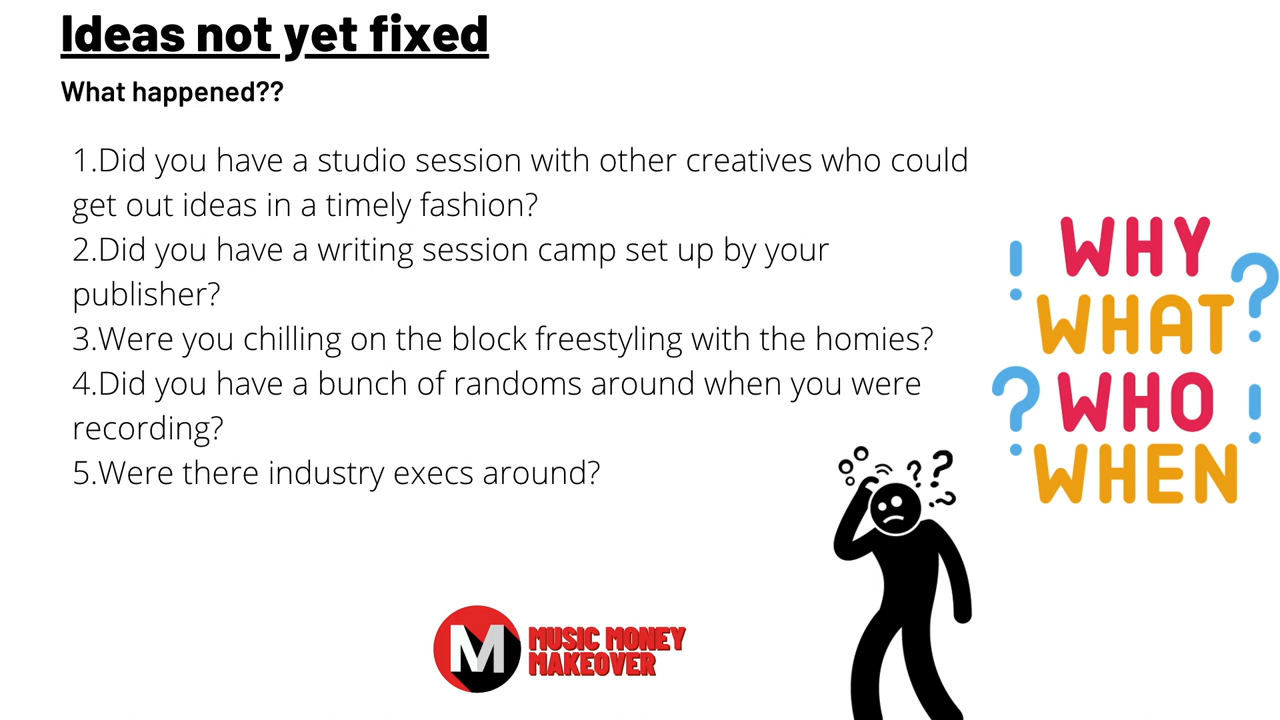 Ideas not yet fixed
What happened??
1.Did you have a studio session with other creatives who could
get out ideas in a timely fashion?
2.Did you have a writing session camp set up by your
publisher?
3.Were you chilling on the block freestyling with the homies?
4.Did you have a bunch of randoms around when you were
recording?
5.Were there industry execs around?
! WHY
WHAT ?
? WHO !
WHEN
? ? ?
M MUSIC MONEY
MAKEOVER